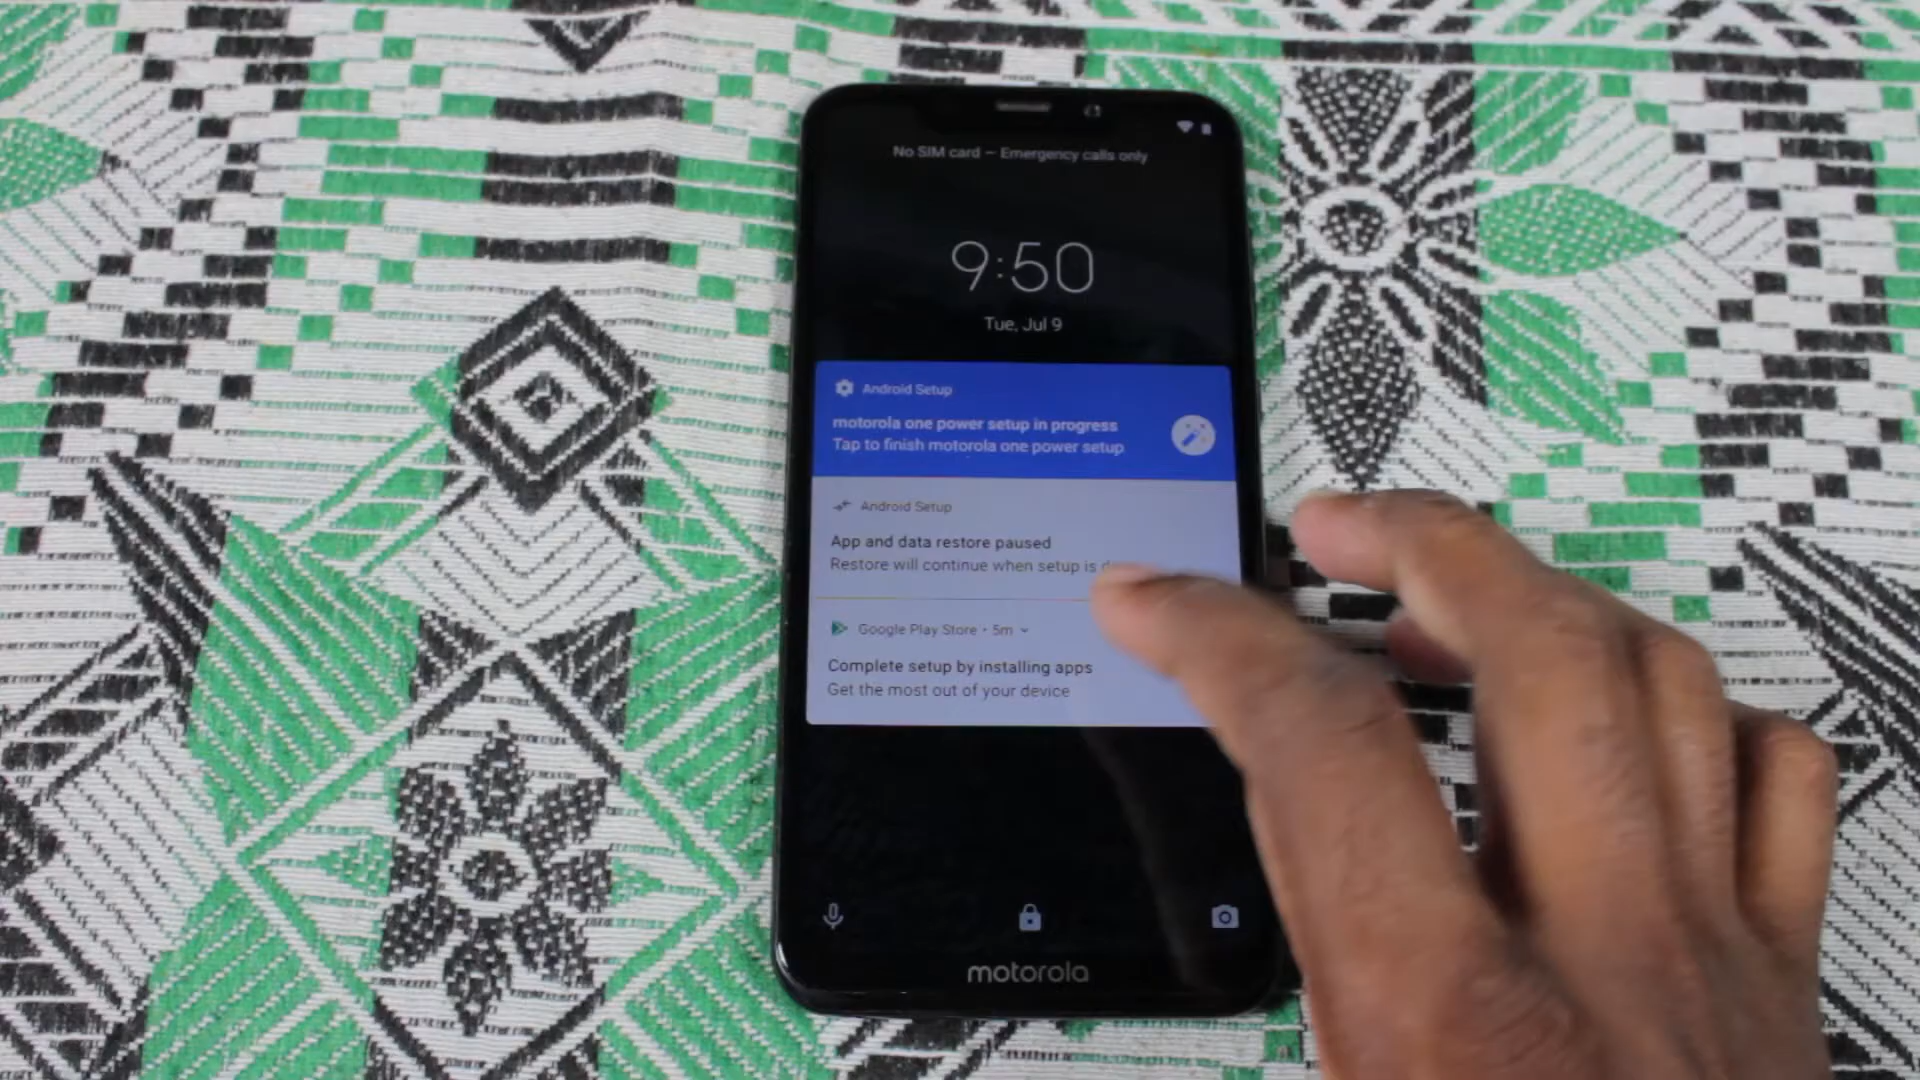 No SIM card — Emergency calls only
9:50
Tue, Jul 9
Android Setup
motorola one power setup in progress
Tap to finish motorola one power setup
Android Setup
App and data restore paused
Restore will continue when setup is
Google Play Store • 5m
Complete setup by installing apps
Get the most out of your device
motorola